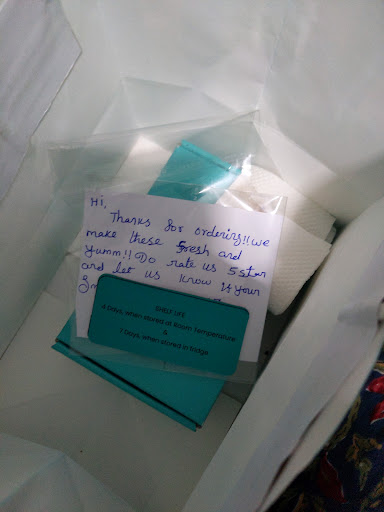 Hi,
Thanks for ordering!! We
make these fresh and
yumm!! Do rate us 5 star
and let us know if your
SHELF LIFE
4 Days, when stored at Room Temperature
&
7 Days, when stored in fridge